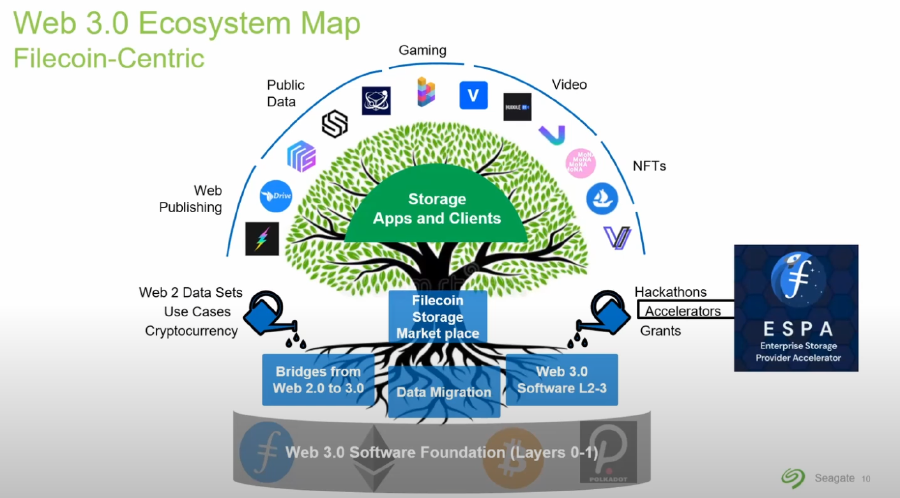 Web 3.0 Ecosystem Map
Filecoin-Centric
Gaming
Public
Data
Video
NFTs
Web
Publishing
Drive
V
Storage
Apps and Clients
Web 2 Data Sets
Use Cases
Cryptocurrency
Filecoin
Storage
Market place
Hackathons
Accelerators
Grants
ESPA
Enterprise Storage
Provider Accelerator
Bridges from
Web 2.0 to 3.0
Data Migration
Web 3.0
Software L2-3
Web 3.0 Software Foundation (Layers 0-1)
POLKADOT
Seagate 10